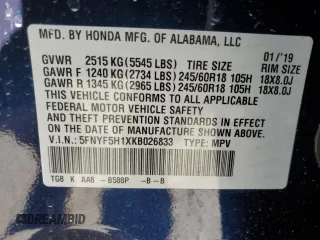 MFD. BY HONDA MFG. OF ALABAMA, LLC
GVWR 2515 KG(5545 LBS) TIRE SIZE 01/'19 RIM SIZE
GAWR F 1240 KG(2734 LBS) 245/60R18 105H 18X8.0J
GAWR R 1345 KG(2965 LBS) 245/60R18 105H 18X8.0J
THIS VEHICLE CONFORMS TO ALL APPLICABLE
FEDERAL MOTOR VEHICLE SAFETY
AND THEFT PREVENTION STANDARDS IN EFFECT
ON THE DATE OF MANUFACTURE SHOWN ABOVE.
V.I.N.: 5FNYF5H1XKB026833 TYPE: MPV
TG8 K AA8 -B588P -B -B